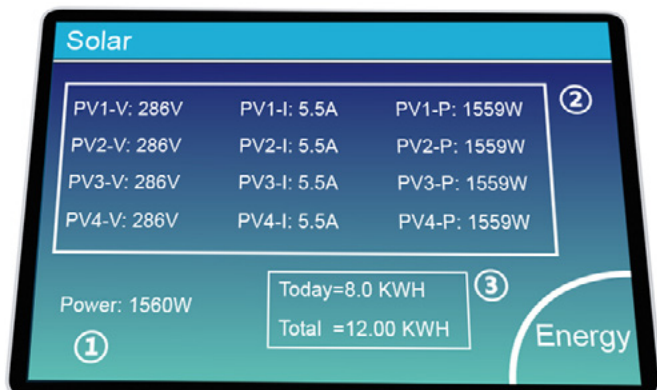 Solar
PV1-V: 286V PV1-I: 5.5A PV1-P: 1559W
②
PV2-V: 286V PV2-I: 5.5A PV2-P: 1559W
PV3-V: 286V PV3-I: 5.5A PV3-P: 1559W
PV4-V: 286V PV4-I: 5.5A PV4-P: 1559W
Today=8.0 KWH
③
Power: 1560W
Total =12.00 KWH
①
Energy